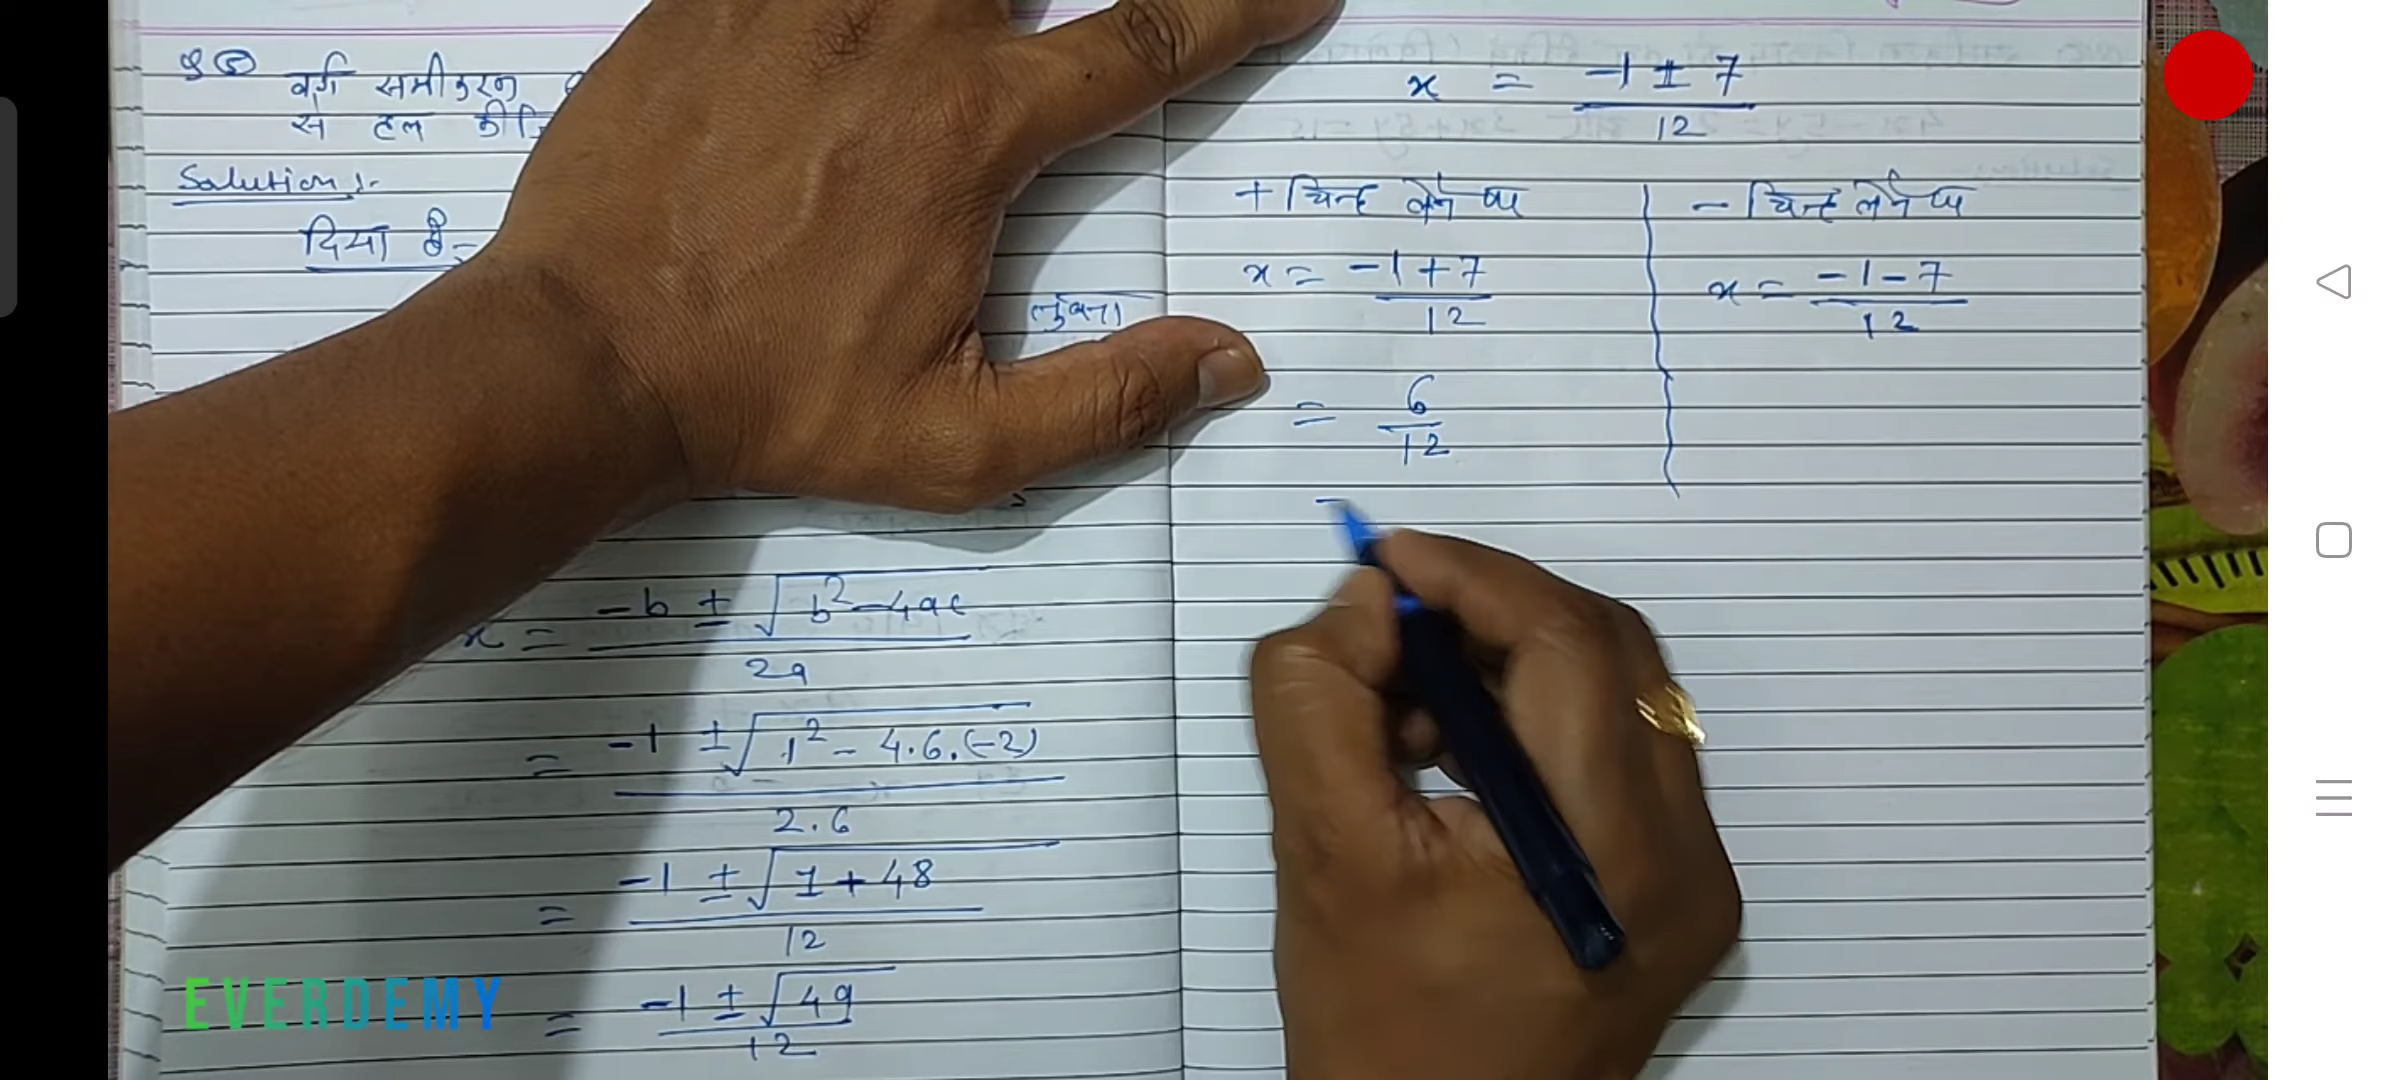 वर्ग समीकरण
से हल
Solution :-
दिया है-
x = -b ± √b² - 4ac
2a
= -1 ± √1² - 4.6.(-2)
2.6
= -1 ± √1 + 48
12
= -1 ± √49
12
x = -1 ± 7
12
+ चिन्ह लेने पर
x = -1 + 7
12
= 6
12
- चिन्ह लेने पर
x = -1 - 7
12
EVERDEMY